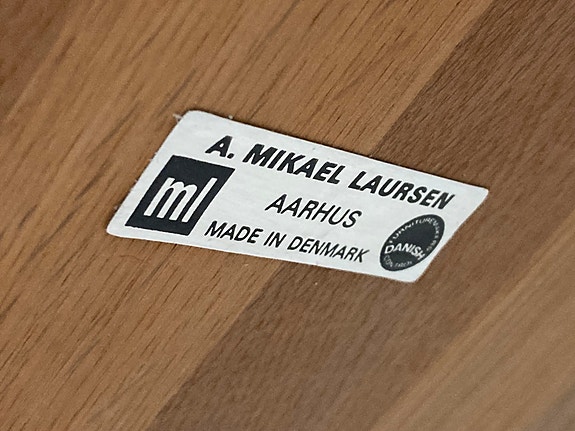 A. MIKAEL LAURSEN
ml
AARHUS
MADE IN DENMARK
DANISH